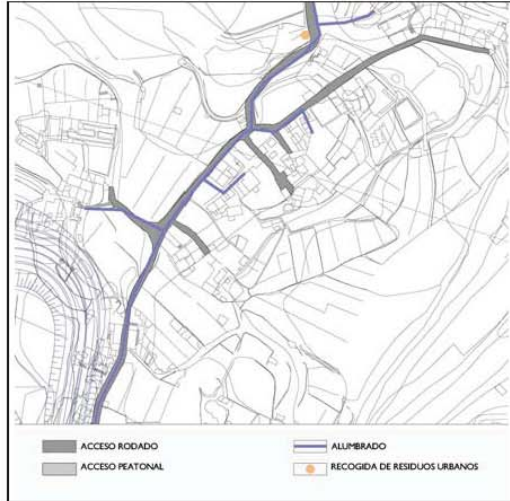 ACCESO RODADO
ALUMBRADO
ACCESO PEATONAL
RECOGIDA DE RESIDUOS URBANOS